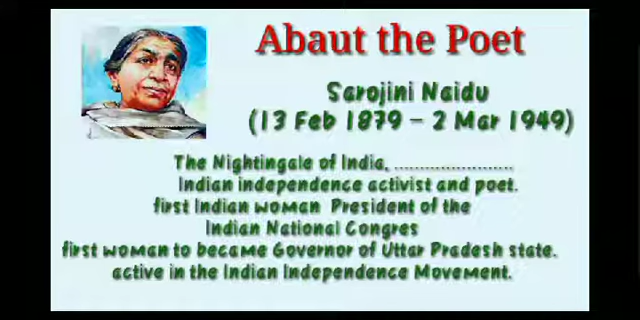 Abaut the Poet
Sarojini Naidu
(13 Feb 1879 – 2 Mar 1949)
The Nightingale of India, ......................
Indian independence activist and poet.
first Indian woman President of the
Indian National Congres
first woman to became Governor of Uttar Pradesh state.
active in the Indian Independence Movement.